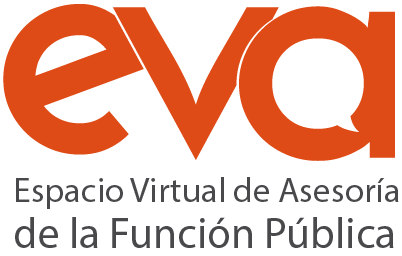 eva
Espacio Virtual de Asesoría
de la Función Pública